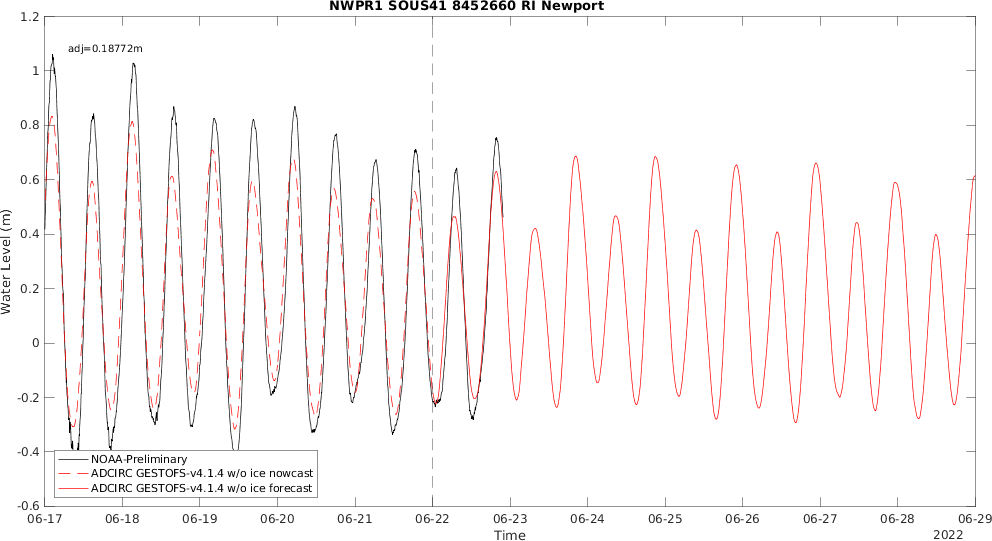 NWPR1 SOUS41 8452660 RI Newport
adj=0.18772m
1.2
1
0.8
0.6
0.4
0.2
0
-0.2
-0.4
-0.6
Water Level (m)
NOAA-Preliminary
ADCIRC GESTOFS-v4.1.4 w/o ice nowcast
ADCIRC GESTOFS-v4.1.4 w/o ice forecast
06-17 06-18 06-19 06-20 06-21 06-22 06-23 06-24 06-25 06-26 06-27 06-28 06-29
Time
2022